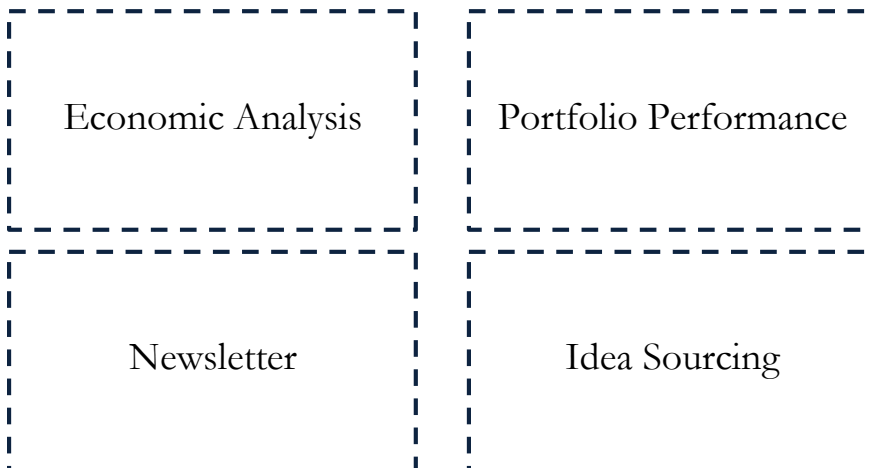 Economic Analysis
Portfolio Performance
Newsletter
Idea Sourcing